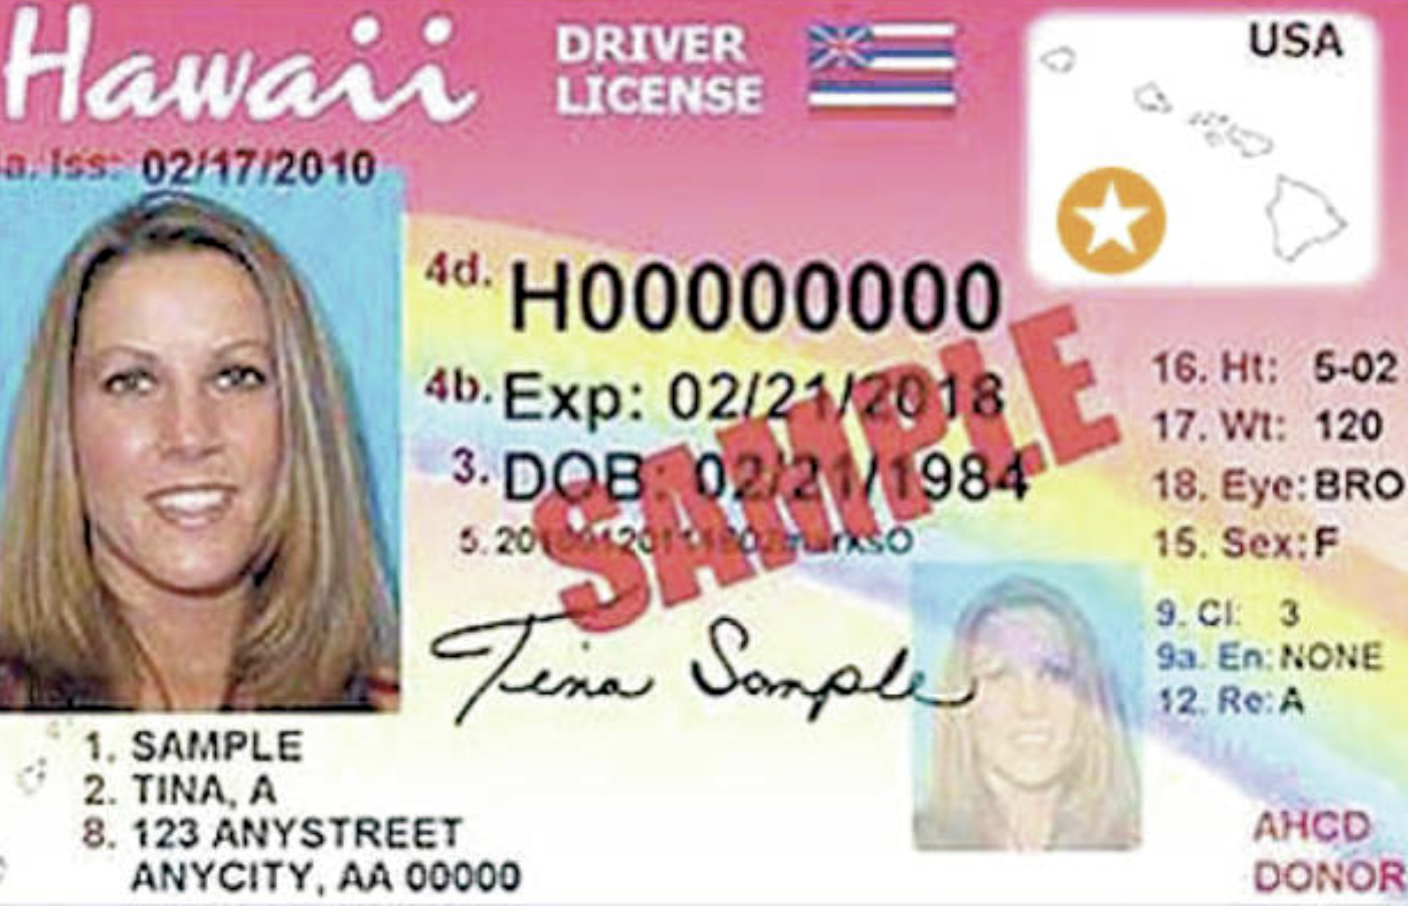 Hawaii
DRIVER
LICENSE
USA
a. Iss: 02/17/2010
4d. H00000000
4b. Exp: 02/21/2018
3. DOB: 02/21/1984
5.
SAMPLE
16. Ht: 5-02
17. Wt: 120
18. Eye: BRO
15. Sex: F
9. Cl: 3
9a. En: NONE
12. Re: A
Tina Sample
1. SAMPLE
2. TINA, A
8. 123 ANYSTREET
ANYCITY, AA 00000
AHCD
DONOR